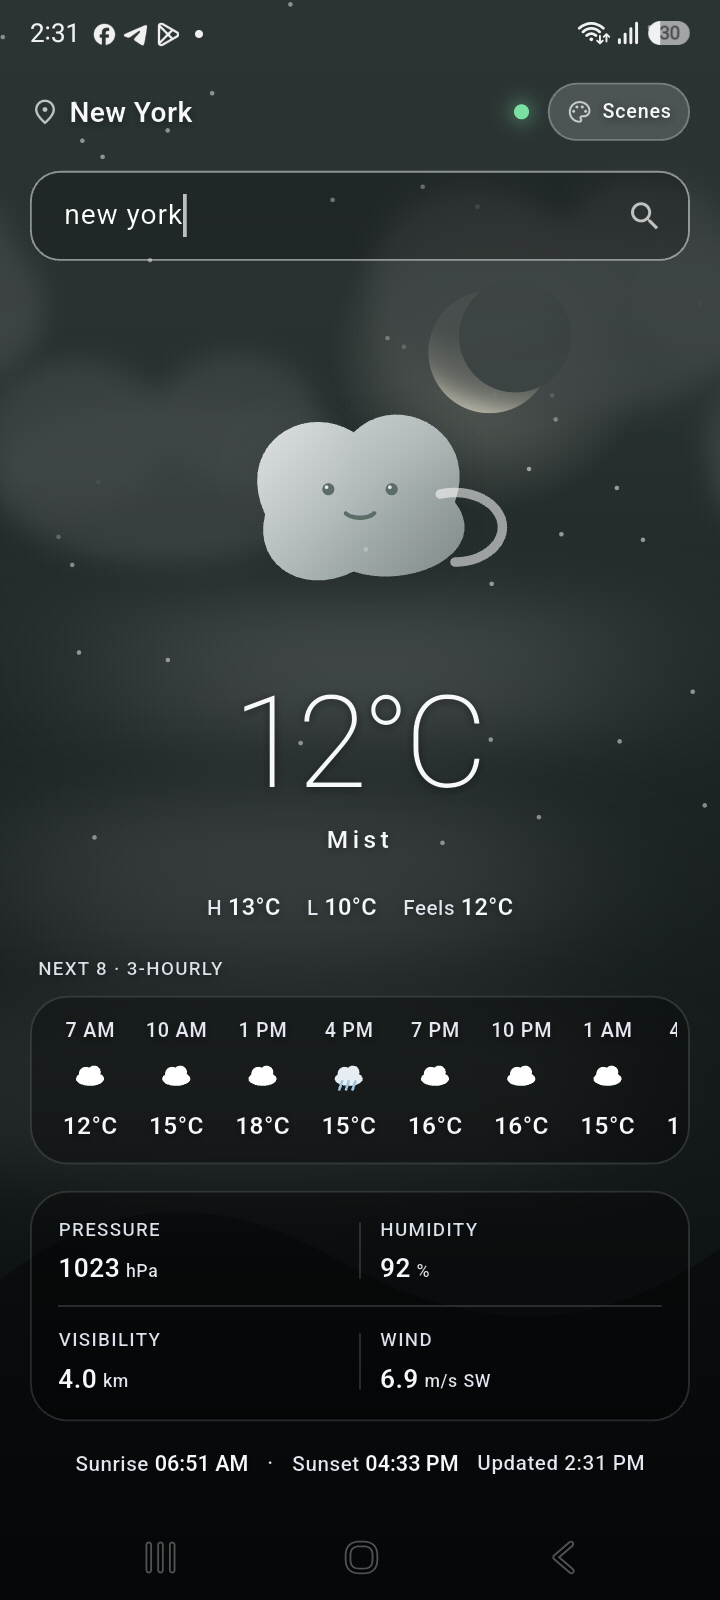 2:31
30
New York
Scenes
new york
12°C
Mist
H 13°C L 10°C Feels 12°C
NEXT 8 · 3-HOURLY
7 AM 10 AM 1 PM 4 PM 7 PM 10 PM 1 AM 4
12°C 15°C 18°C 15°C 16°C 16°C 15°C 1
PRESSURE HUMIDITY
1023 hPa 92 %
VISIBILITY WIND
4.0 km 6.9 m/s SW
Sunrise 06:51 AM · Sunset 04:33 PM Updated 2:31 PM